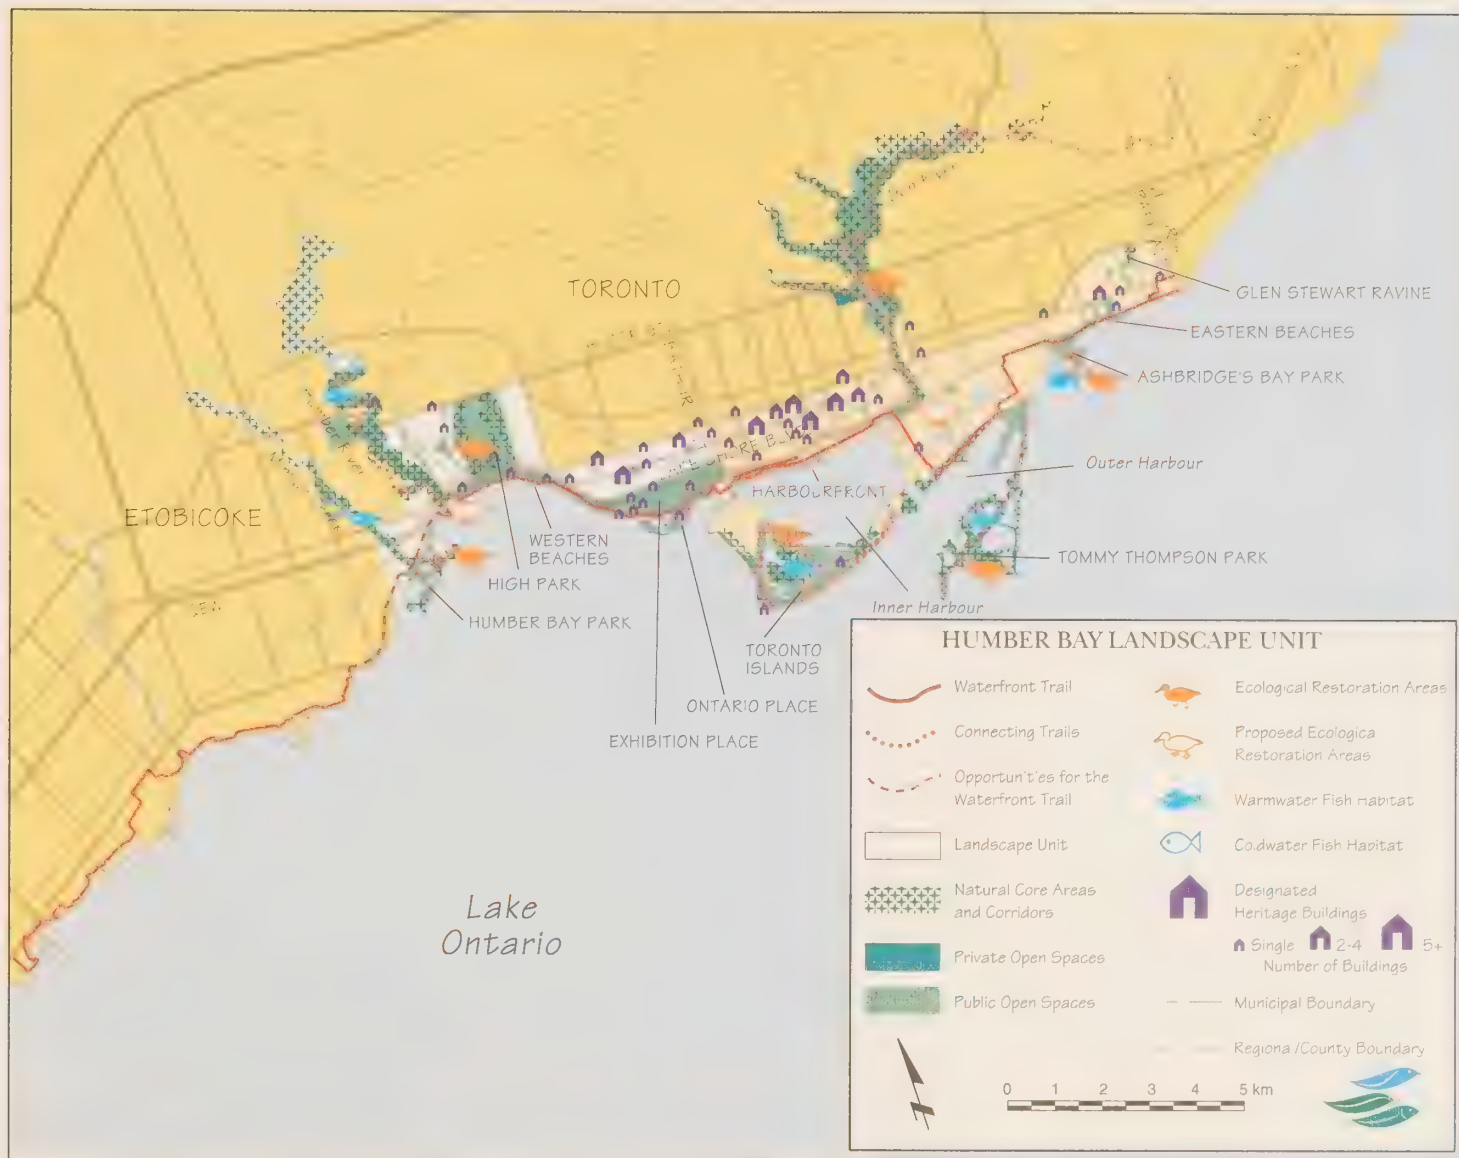 TORONTO
GLEN STEWART RAVINE
EASTERN BEACHES
ASHBRIDGE'S BAY PARK
Outer Harbour
HARBOURFRONT
ETOBICOKE
WESTERN
BEACHES
HIGH PARK
TOMMY THOMPSON PARK
HUMBER BAY PARK
Inner Harbour
TORONTO
ISLANDS
ONTARIO PLACE
EXHIBITION PLACE
Humber River
QEW
Lake
Ontario
HUMBER BAY LANDSCAPE UNIT
Waterfront Trail
Connecting Trails
Opportunities for the
Waterfront Trail
Landscape Unit
Natural Core Areas
and Corridors
Private Open Spaces
Public Open Spaces
Ecological Restoration Areas
Proposed Ecologica
Restoration Areas
Warmwater Fish Habitat
Coldwater Fish Habitat
Designated
Heritage Buildings
Single 2-4 5+
Number of Buildings
Municipal Boundary
Regional/County Boundary
0 1 2 3 4 5 km